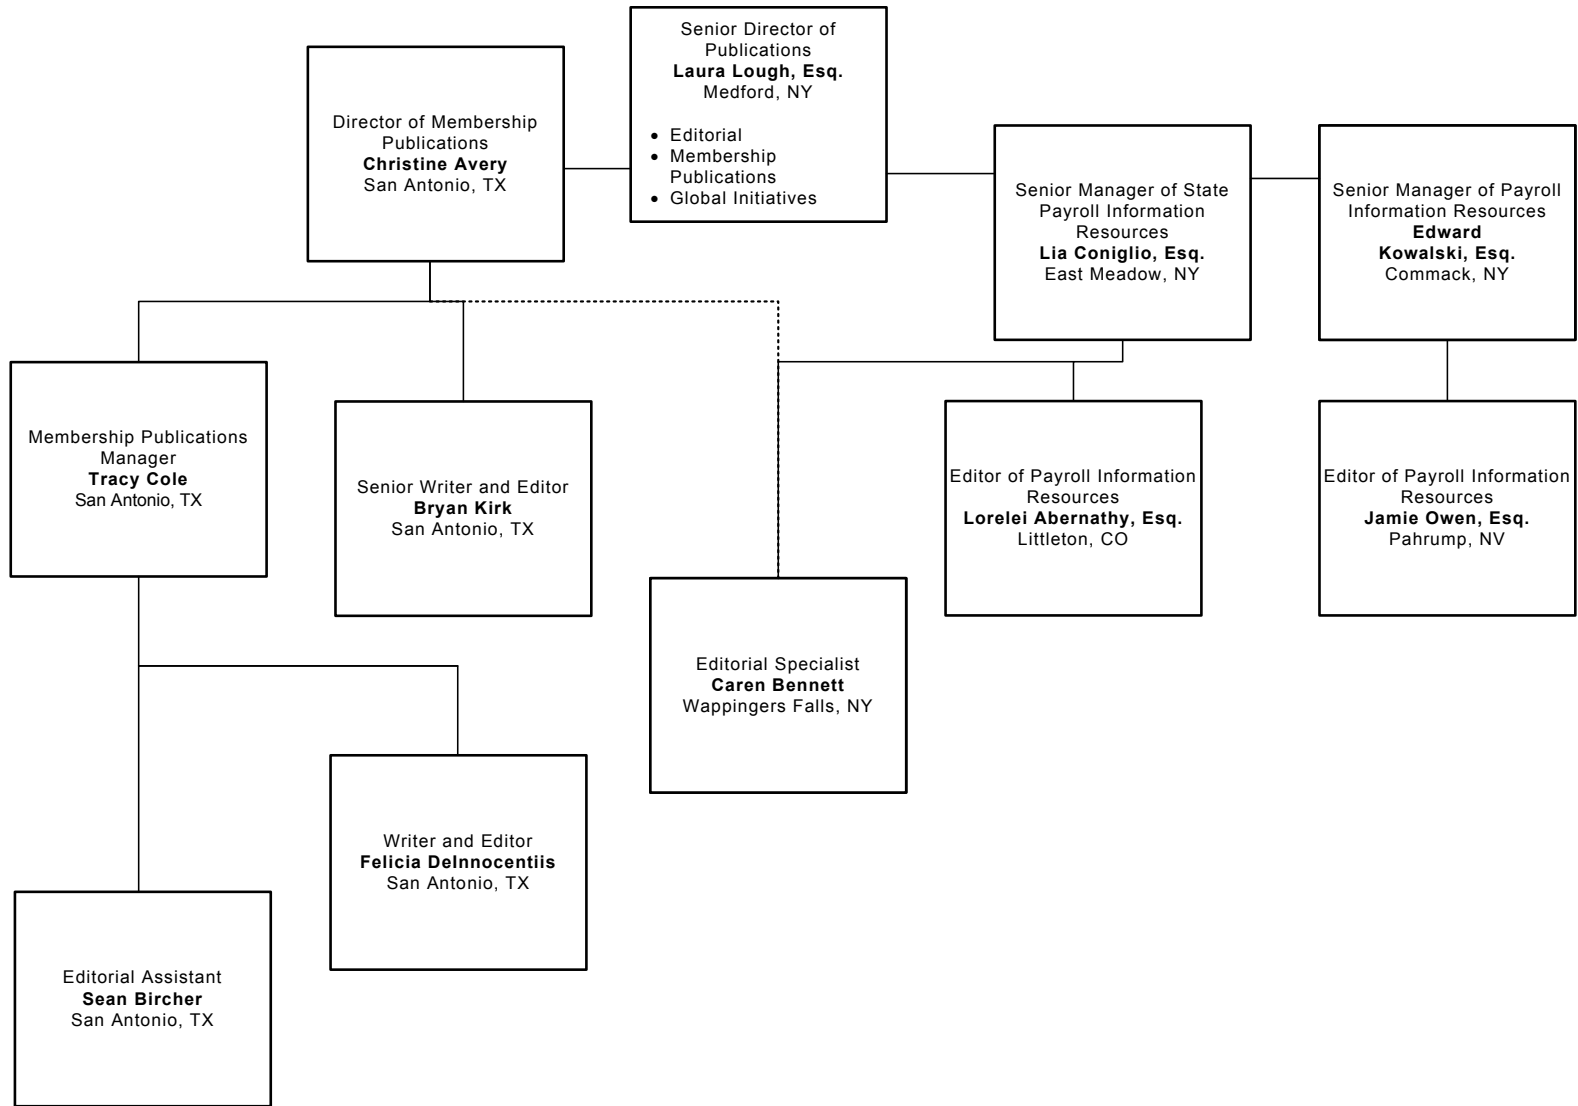 Senior Director of
Publications
Laura Lough, Esq.
Medford, NY
• Editorial
• Membership
Publications
• Global Initiatives
Director of Membership
Publications
Christine Avery
San Antonio, TX
Senior Manager of State
Payroll Information
Resources
Lia Coniglio, Esq.
East Meadow, NY
Senior Manager of Payroll
Information Resources
Edward
Kowalski, Esq.
Commack, NY
Membership Publications
Manager
Tracy Cole
San Antonio, TX
Senior Writer and Editor
Bryan Kirk
San Antonio, TX
Editor of Payroll Information
Resources
Lorelei Abernathy, Esq.
Littleton, CO
Editor of Payroll Information
Resources
Jamie Owen, Esq.
Pahrump, NV
Editorial Specialist
Caren Bennett
Wappingers Falls, NY
Writer and Editor
Felicia DeInnocentiis
San Antonio, TX
Editorial Assistant
Sean Bircher
San Antonio, TX